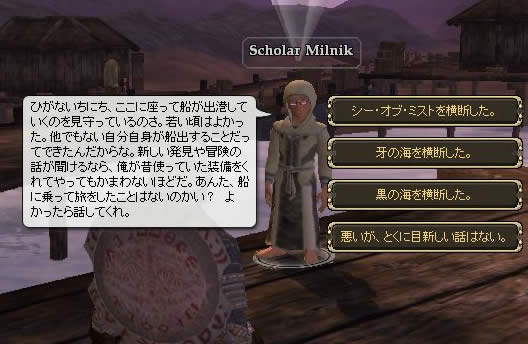 Scholar Milnik
ひがないちにち、ここに座って船が出港して
いくのを見守っているのさ。若い頃はよかっ
た。他でもない自分自身が船出することだっ
てできたんだからな。新しい発見や冒険の
話が聞けるなら、俺が昔使っていた装備をく
れてやってもかまわないほどだ。あんた、船
に乗って旅をしたことはないのかい？ よ
かったら話してくれ。
シー・オブ・ミストを横断した。
牙の海を横断した。
黒の海を横断した。
悪いが、とくに目新しい話はない。